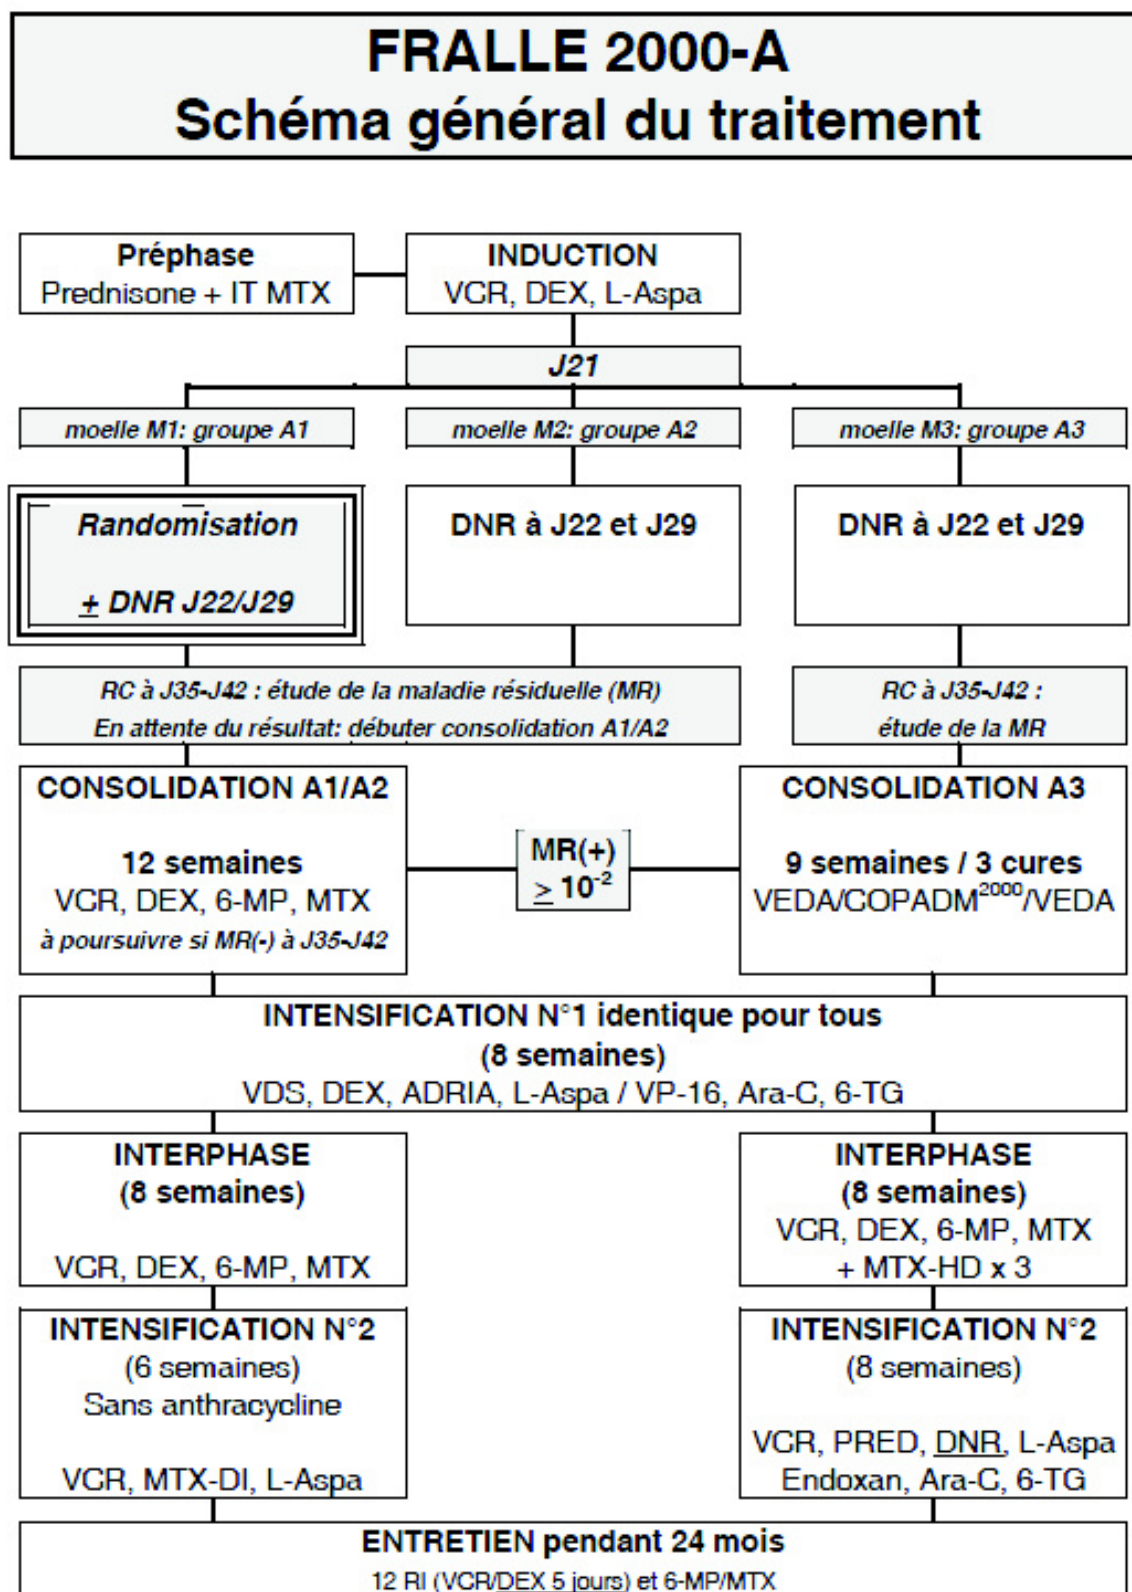 FRALLE 2000-A
Schéma général du traitement
Préphase
Prednisone + IT MTX
INDUCTION
VCR, DEX, L-Aspa
J21
moelle M1: groupe A1
moelle M2: groupe A2
moelle M3: groupe A3
Randomisation
± DNR J22/J29
DNR à J22 et J29
DNR à J22 et J29
RC à J35-J42 : étude de la maladie résiduelle (MR)
En attente du résultat: débuter consolidation A1/A2
RC à J35-J42 :
étude de la MR
CONSOLIDATION A1/A2
12 semaines
VCR, DEX, 6-MP, MTX
à poursuivre si MR(-) à J35-J42
MR(+)
≥ 10⁻²
CONSOLIDATION A3
9 semaines / 3 cures
VEDA/COPADM²⁰⁰⁰/VEDA
INTENSIFICATION N°1 identique pour tous
(8 semaines)
VDS, DEX, ADRIA, L-Aspa / VP-16, Ara-C, 6-TG
INTERPHASE
(8 semaines)
VCR, DEX, 6-MP, MTX
INTERPHASE
(8 semaines)
VCR, DEX, 6-MP, MTX
+ MTX-HD x 3
INTENSIFICATION N°2
(6 semaines)
Sans anthracycline
VCR, MTX-DI, L-Aspa
INTENSIFICATION N°2
(8 semaines)
VCR, PRED, DNR, L-Aspa
Endoxan, Ara-C, 6-TG
ENTRETIEN pendant 24 mois
12 RI (VCR/DEX 5 jours) et 6-MP/MTX